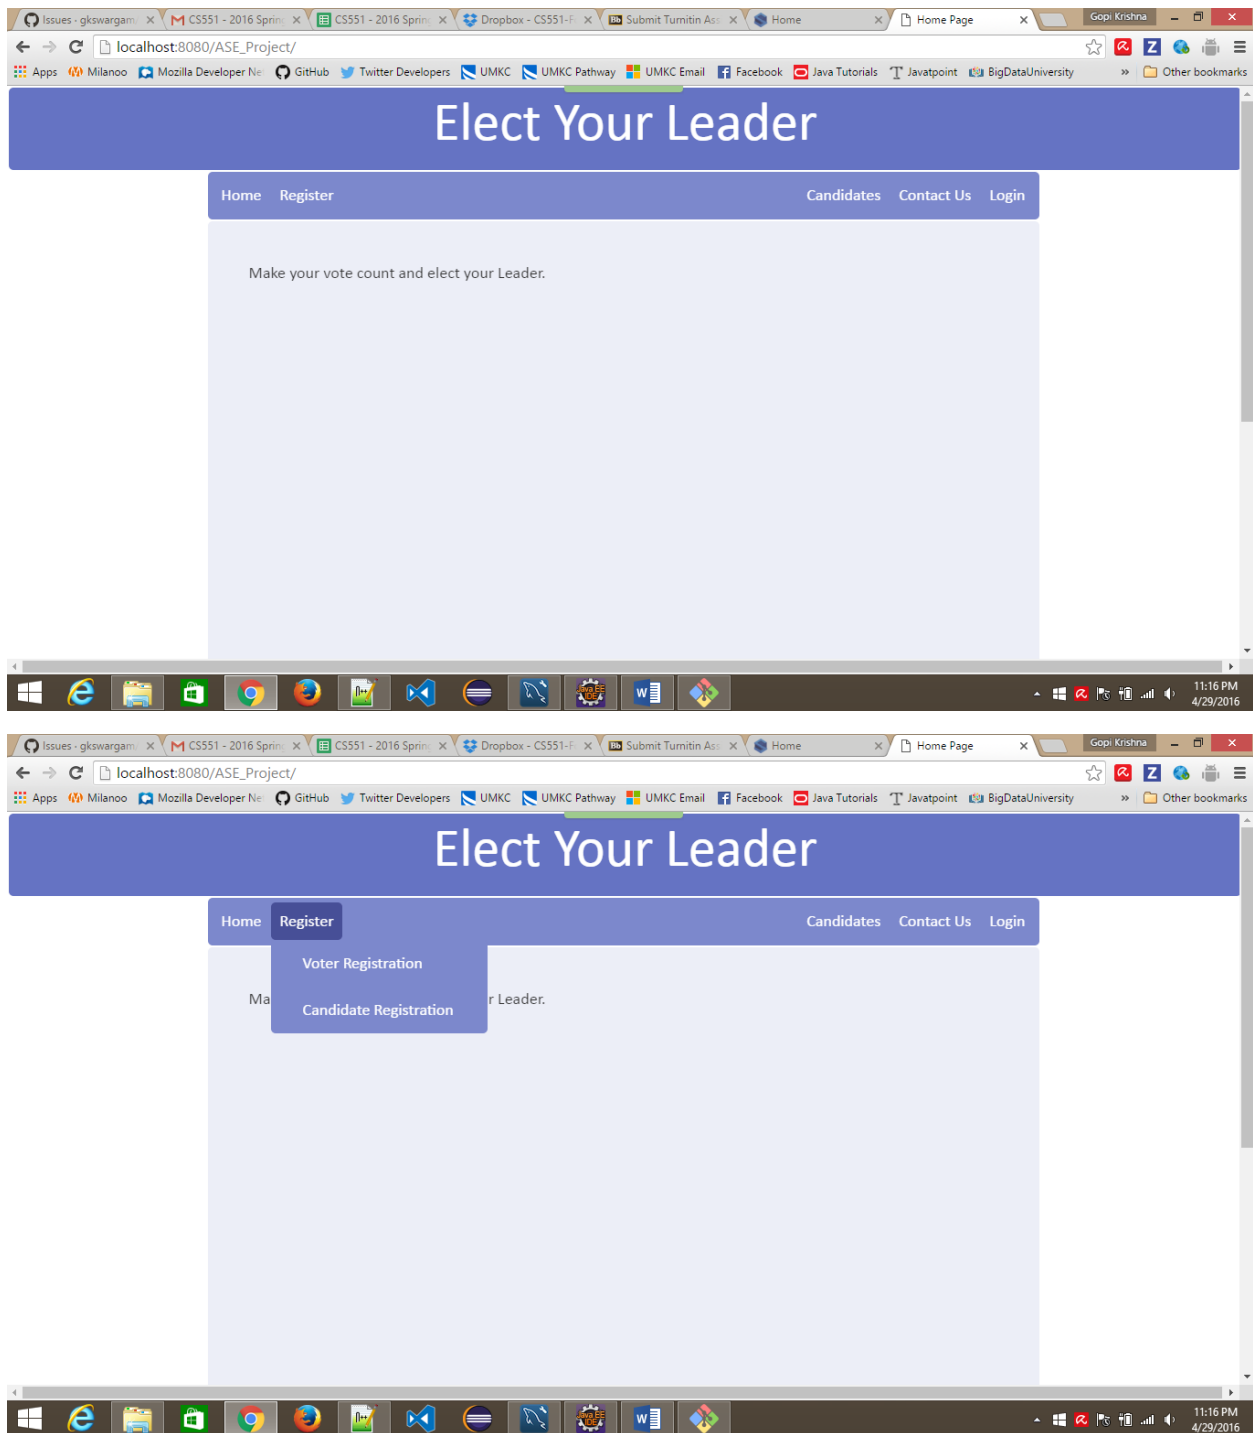 Issues - gkswargam CS551 - 2016 Spring CS551 - 2016 Spring Dropbox - CS551-F Submit Turnitin Ass Home Home Page Gopi Krishna
localhost:8080/ASE_Project/
Apps Milanoo Mozilla Developer Ne GitHub Twitter Developers UMKC UMKC Pathway UMKC Email Facebook Java Tutorials Javatpoint BigDataUniversity » Other bookmarks
Elect Your Leader
Home Register Candidates Contact Us Login
Make your vote count and elect your Leader.
11:16 PM
4/29/2016
Issues - gkswargam CS551 - 2016 Spring CS551 - 2016 Spring Dropbox - CS551-F Submit Turnitin Ass Home Home Page Gopi Krishna
localhost:8080/ASE_Project/
Apps Milanoo Mozilla Developer Ne GitHub Twitter Developers UMKC UMKC Pathway UMKC Email Facebook Java Tutorials Javatpoint BigDataUniversity » Other bookmarks
Elect Your Leader
Home Register Candidates Contact Us Login
Voter Registration
Ma r Leader.
Candidate Registration
11:16 PM
4/29/2016